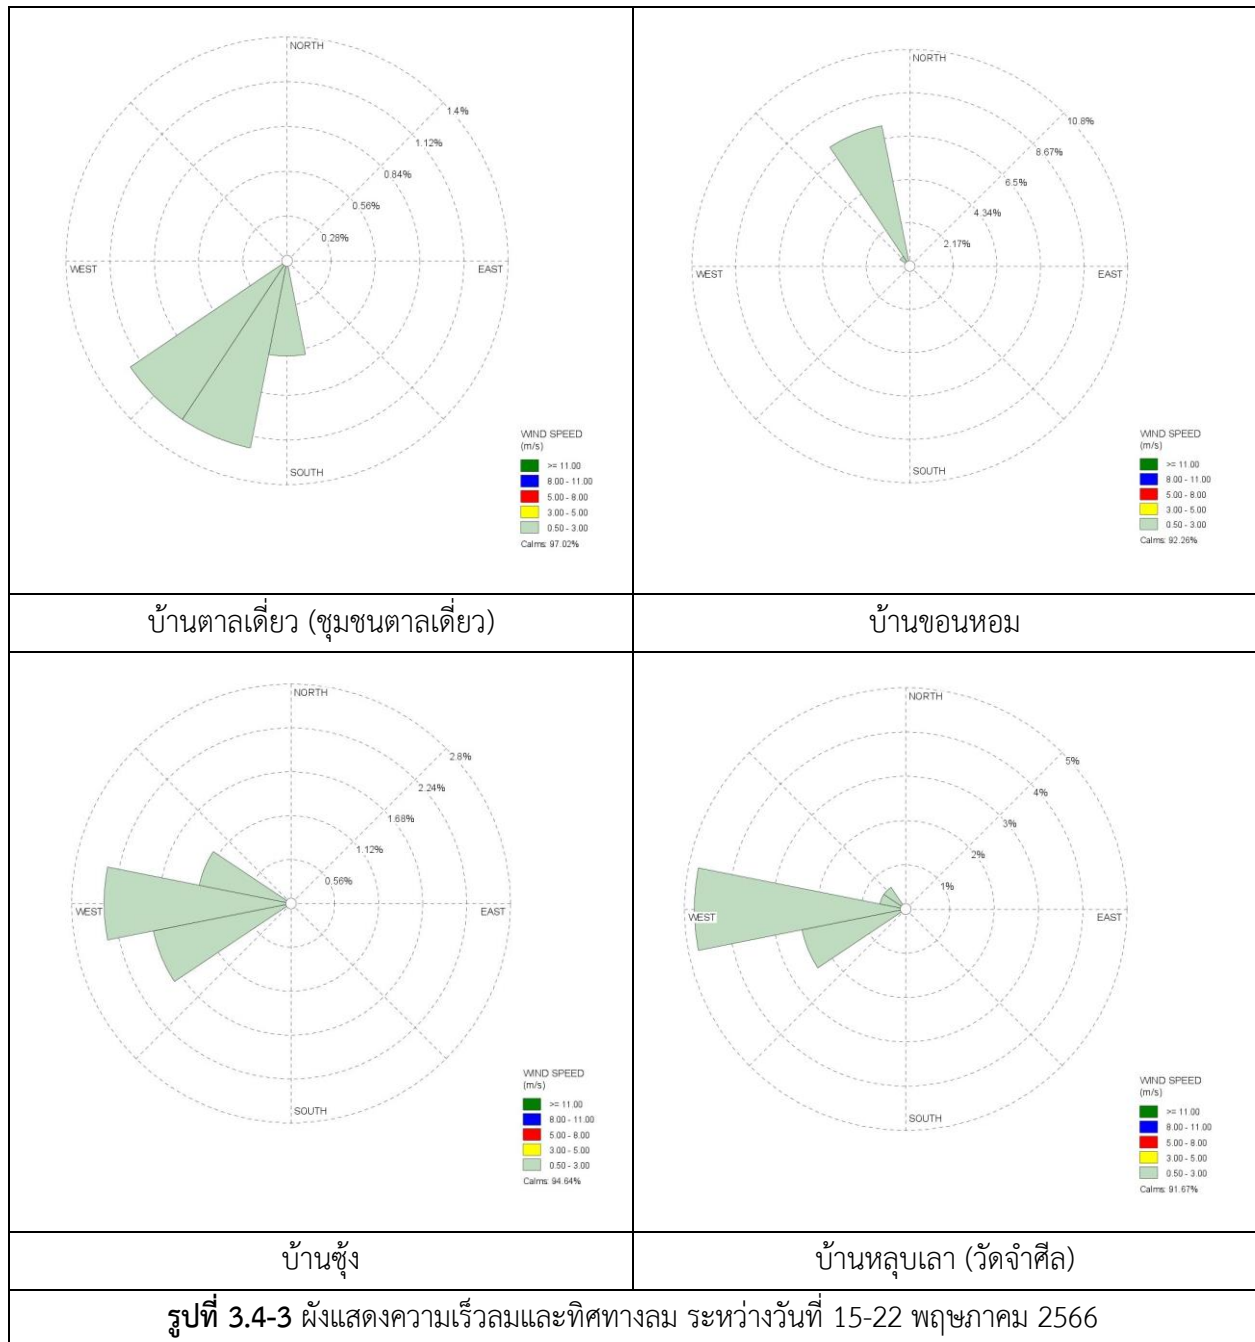 NORTH
1.4%
1.12%
0.84%
0.56%
0.28%
WEST
EAST
SOUTH
WIND SPEED
(m/s)
>= 11.00
8.00 - 11.00
5.00 - 8.00
3.00 - 5.00
0.50 - 3.00
Calms: 97.02%
บ้านตาลเดี่ยว (ชุมชนตาลเดี่ยว)
NORTH
10.8%
8.67%
6.5%
4.34%
2.17%
WEST
EAST
SOUTH
WIND SPEED
(m/s)
>= 11.00
8.00 - 11.00
5.00 - 8.00
3.00 - 5.00
0.50 - 3.00
Calms: 92.26%
บ้านขอนหอม
NORTH
2.8%
2.24%
1.68%
1.12%
0.56%
WEST
EAST
SOUTH
WIND SPEED
(m/s)
>= 11.00
8.00 - 11.00
5.00 - 8.00
3.00 - 5.00
0.50 - 3.00
Calms: 94.64%
บ้านซุ้ง
NORTH
5%
4%
3%
2%
1%
WEST
EAST
SOUTH
WIND SPEED
(m/s)
>= 11.00
8.00 - 11.00
5.00 - 8.00
3.00 - 5.00
0.50 - 3.00
Calms: 91.67%
บ้านหลุบเลา (วัดจำศีล)
รูปที่ 3.4-3 ผังแสดงความเร็วลมและทิศทางลม ระหว่างวันที่ 15-22 พฤษภาคม 2566